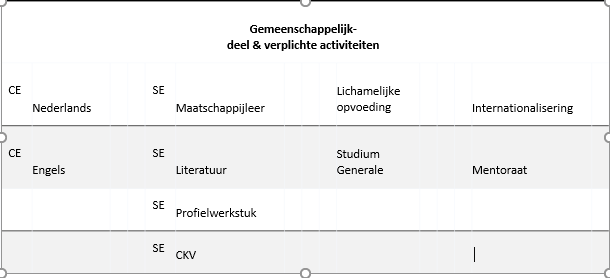 Gemeenschappelijk-
deel & verplichte activiteiten
CE Nederlands SE Maatschappijleer Lichamelijke opvoeding Internationalisering
CE Engels SE Literatuur Studium Generale Mentoraat
SE Profielwerkstuk
SE CKV